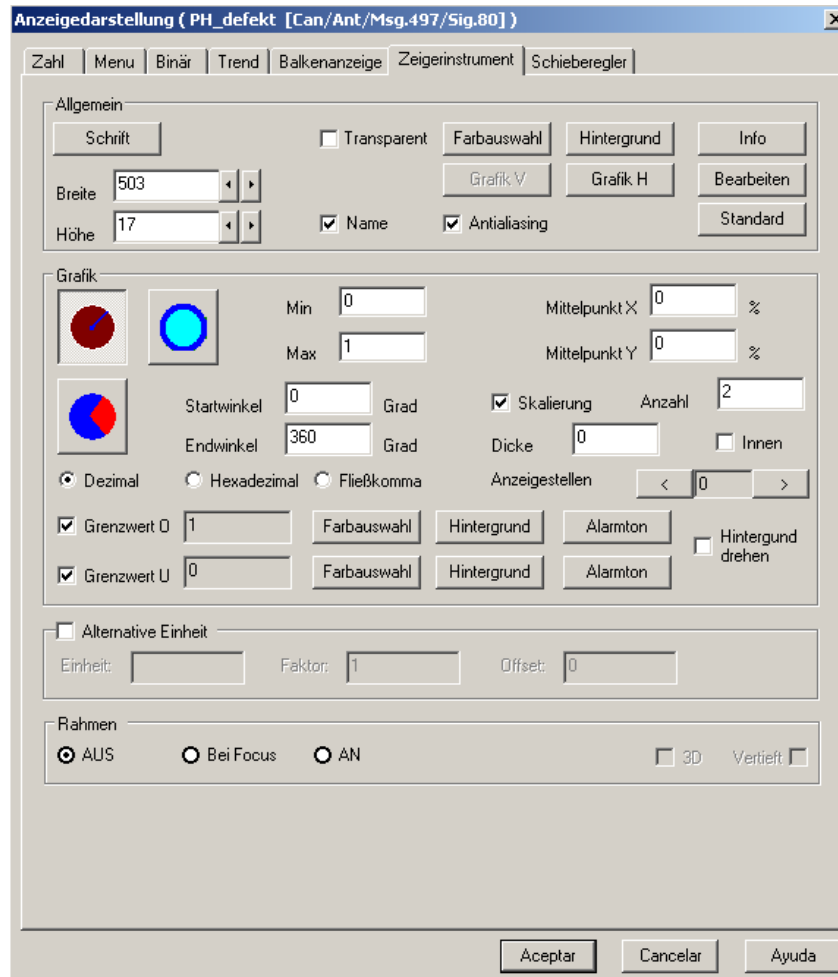 Anzeigedarstellung ( PH_defekt [Can/Ant/Msg.497/Sig.80] )
Zahl Menu Binär Trend Balkenanzeige Zeigerinstrument Schieberegler
Allgemein
Schrift Transparent Farbauswahl Hintergrund Info
Breite 503 Grafik V Grafik H Bearbeiten
Höhe 17 Name Antialiasing Standard
Grafik
Min 0 Mittelpunkt X 0 %
Max 1 Mittelpunkt Y 0 %
Startwinkel 0 Grad Skalierung Anzahl 2
Endwinkel 360 Grad Dicke 0 Innen
Dezimal Hexadezimal Fließkomma Anzeigestellen < 0 >
Grenzwert O 1 Farbauswahl Hintergrund Alarmton Hintergund
drehen
Grenzwert U 0 Farbauswahl Hintergrund Alarmton
Alternative Einheit
Einheit: Faktor: 1 Offset: 0
Rahmen
AUS Bei Focus AN 3D Vertieft
Aceptar Cancelar Ayuda